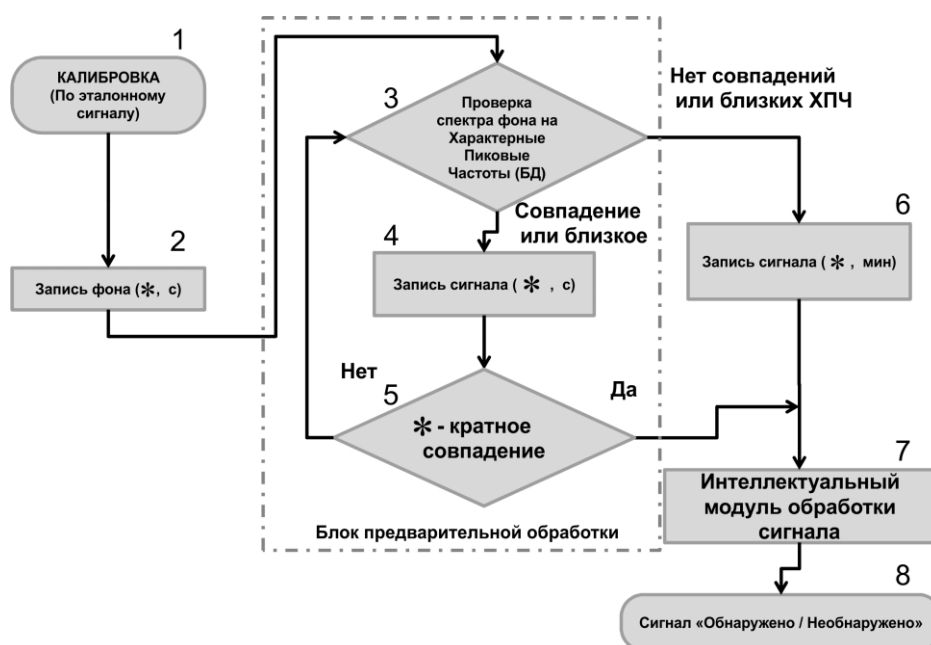 1
КАЛИБРОВКА
(По эталонному
сигналу)
2
Запись фона (*, с)
3
Проверка
спектра фона на
Характерные
Пиковые
Частоты (БД)
Нет совпадений
или близких ХПЧ
Совпадение
или близкое
4
Запись сигнала ( * , с)
6
Запись сигнала ( * , мин)
Нет
5
Да
* - кратное
совпадение
7
Интеллектуальный
модуль обработки
сигнала
Блок предварительной обработки
8
Сигнал «Обнаружено / Необнаружено»